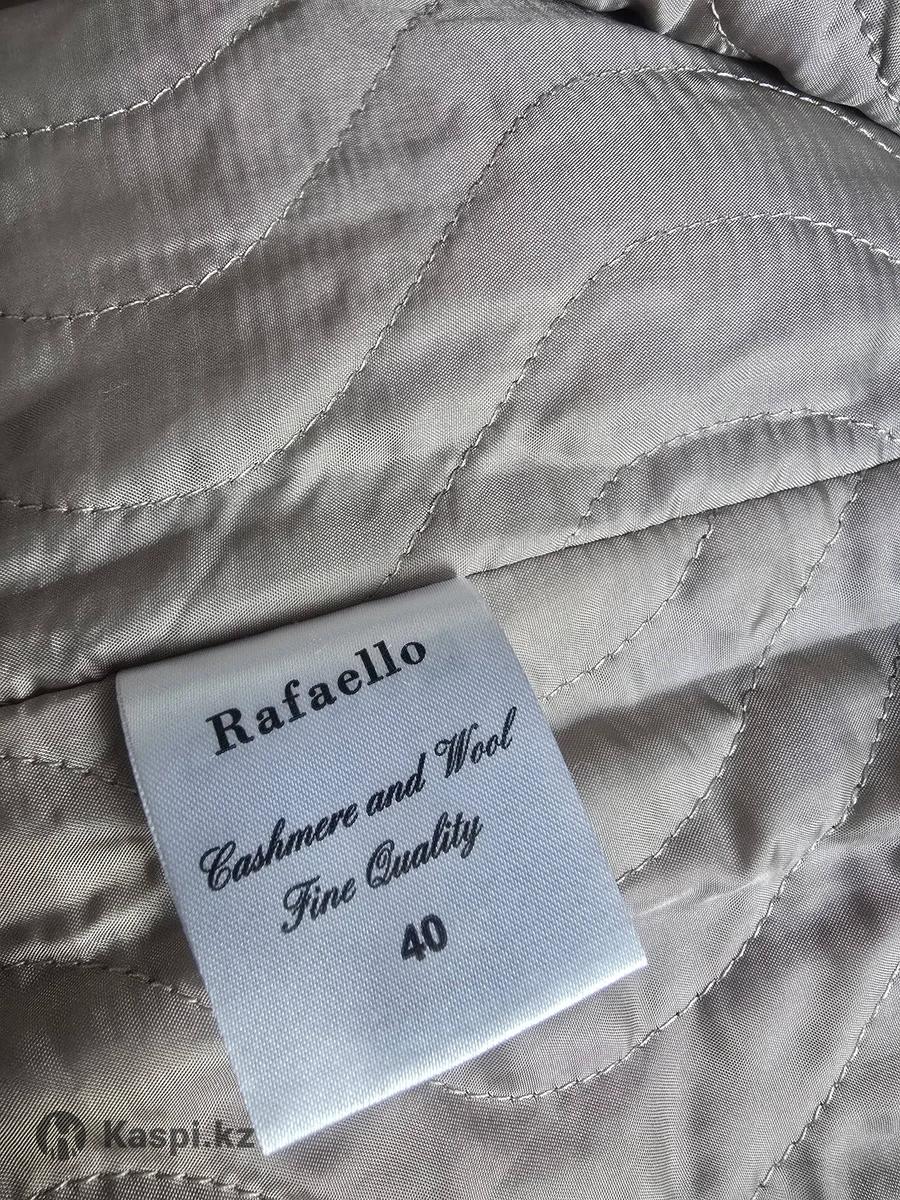 Rafaello
Cashmere and Wool
Fine Quality
40
Kaspi.kz